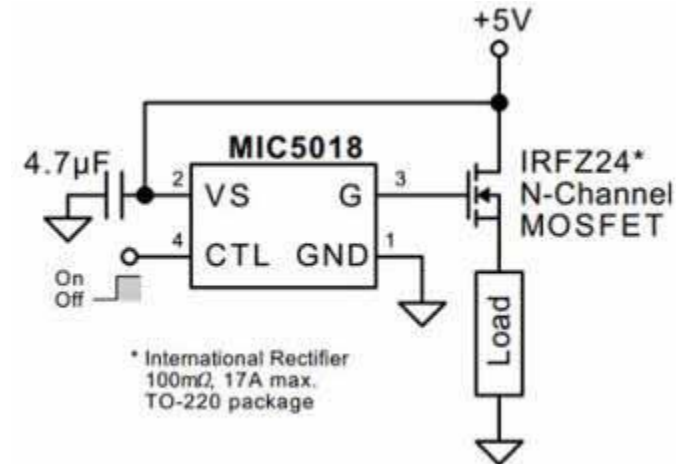 +5V
MIC5018
4.7µF
2
VS
G
3
IRFZ24*
N-Channel
MOSFET
4
CTL
GND
1
On
Off
Load
* International Rectifier
100mΩ, 17A max.
TO-220 package